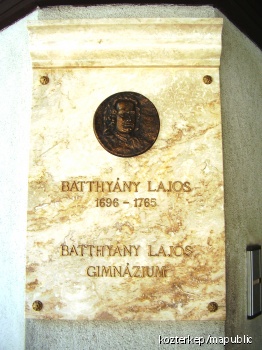 BATTHYÁNY LAJOS
1696 - 1765
BATTHYÁNY LAJOS
GIMNÁZIUM
kozterkep/mapublic